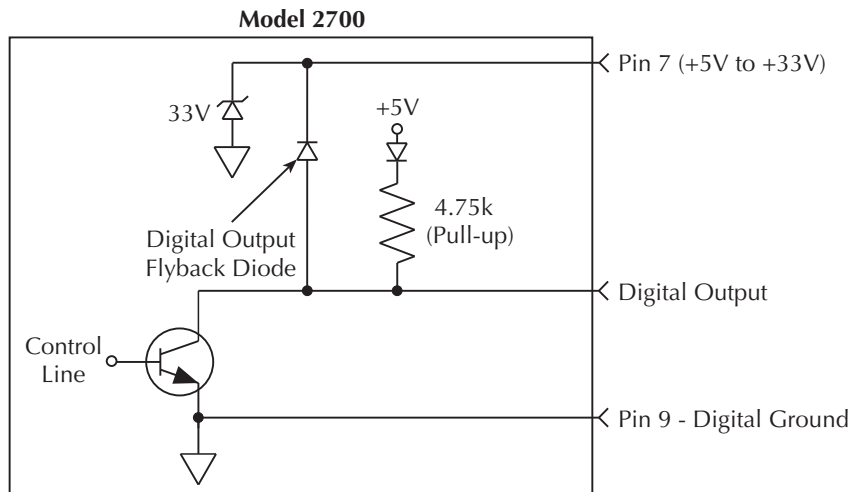 Model 2700
Pin 7 (+5V to +33V)
33V
+5V
4.75k
(Pull-up)
Digital Output
Flyback Diode
Digital Output
Control
Line
Pin 9 - Digital Ground